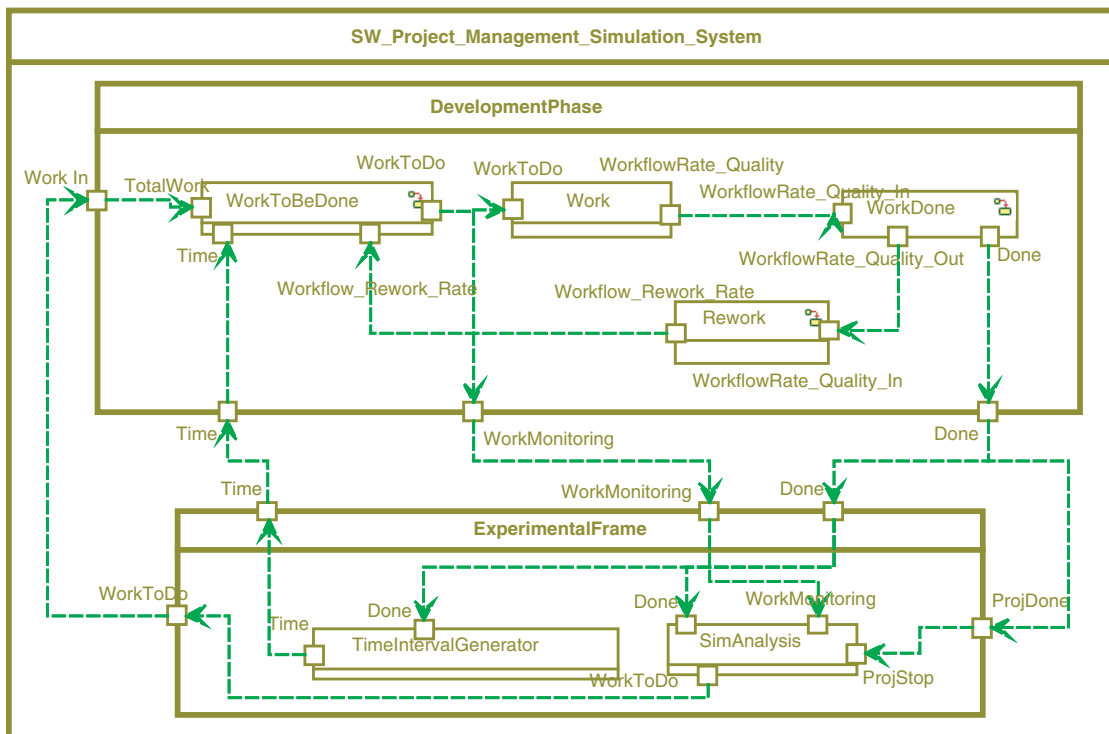 SW_Project_Management_Simulation_System
DevelopmentPhase
WorkToDo
WorkToDo
WorkflowRate_Quality
Work In
TotalWork
WorkToBeDone
Work
WorkflowRate_Quality_In
WorkDone
Time
WorkflowRate_Quality_Out
Done
Workflow_Rework_Rate
Workflow_Rework_Rate
Rework
WorkflowRate_Quality_In
Time
WorkMonitoring
Done
Time
WorkMonitoring
Done
ExperimentalFrame
WorkToDo
Done
Done
WorkMonitoring
ProjDone
Time
TimeIntervalGenerator
SimAnalysis
WorkToDo
ProjStop